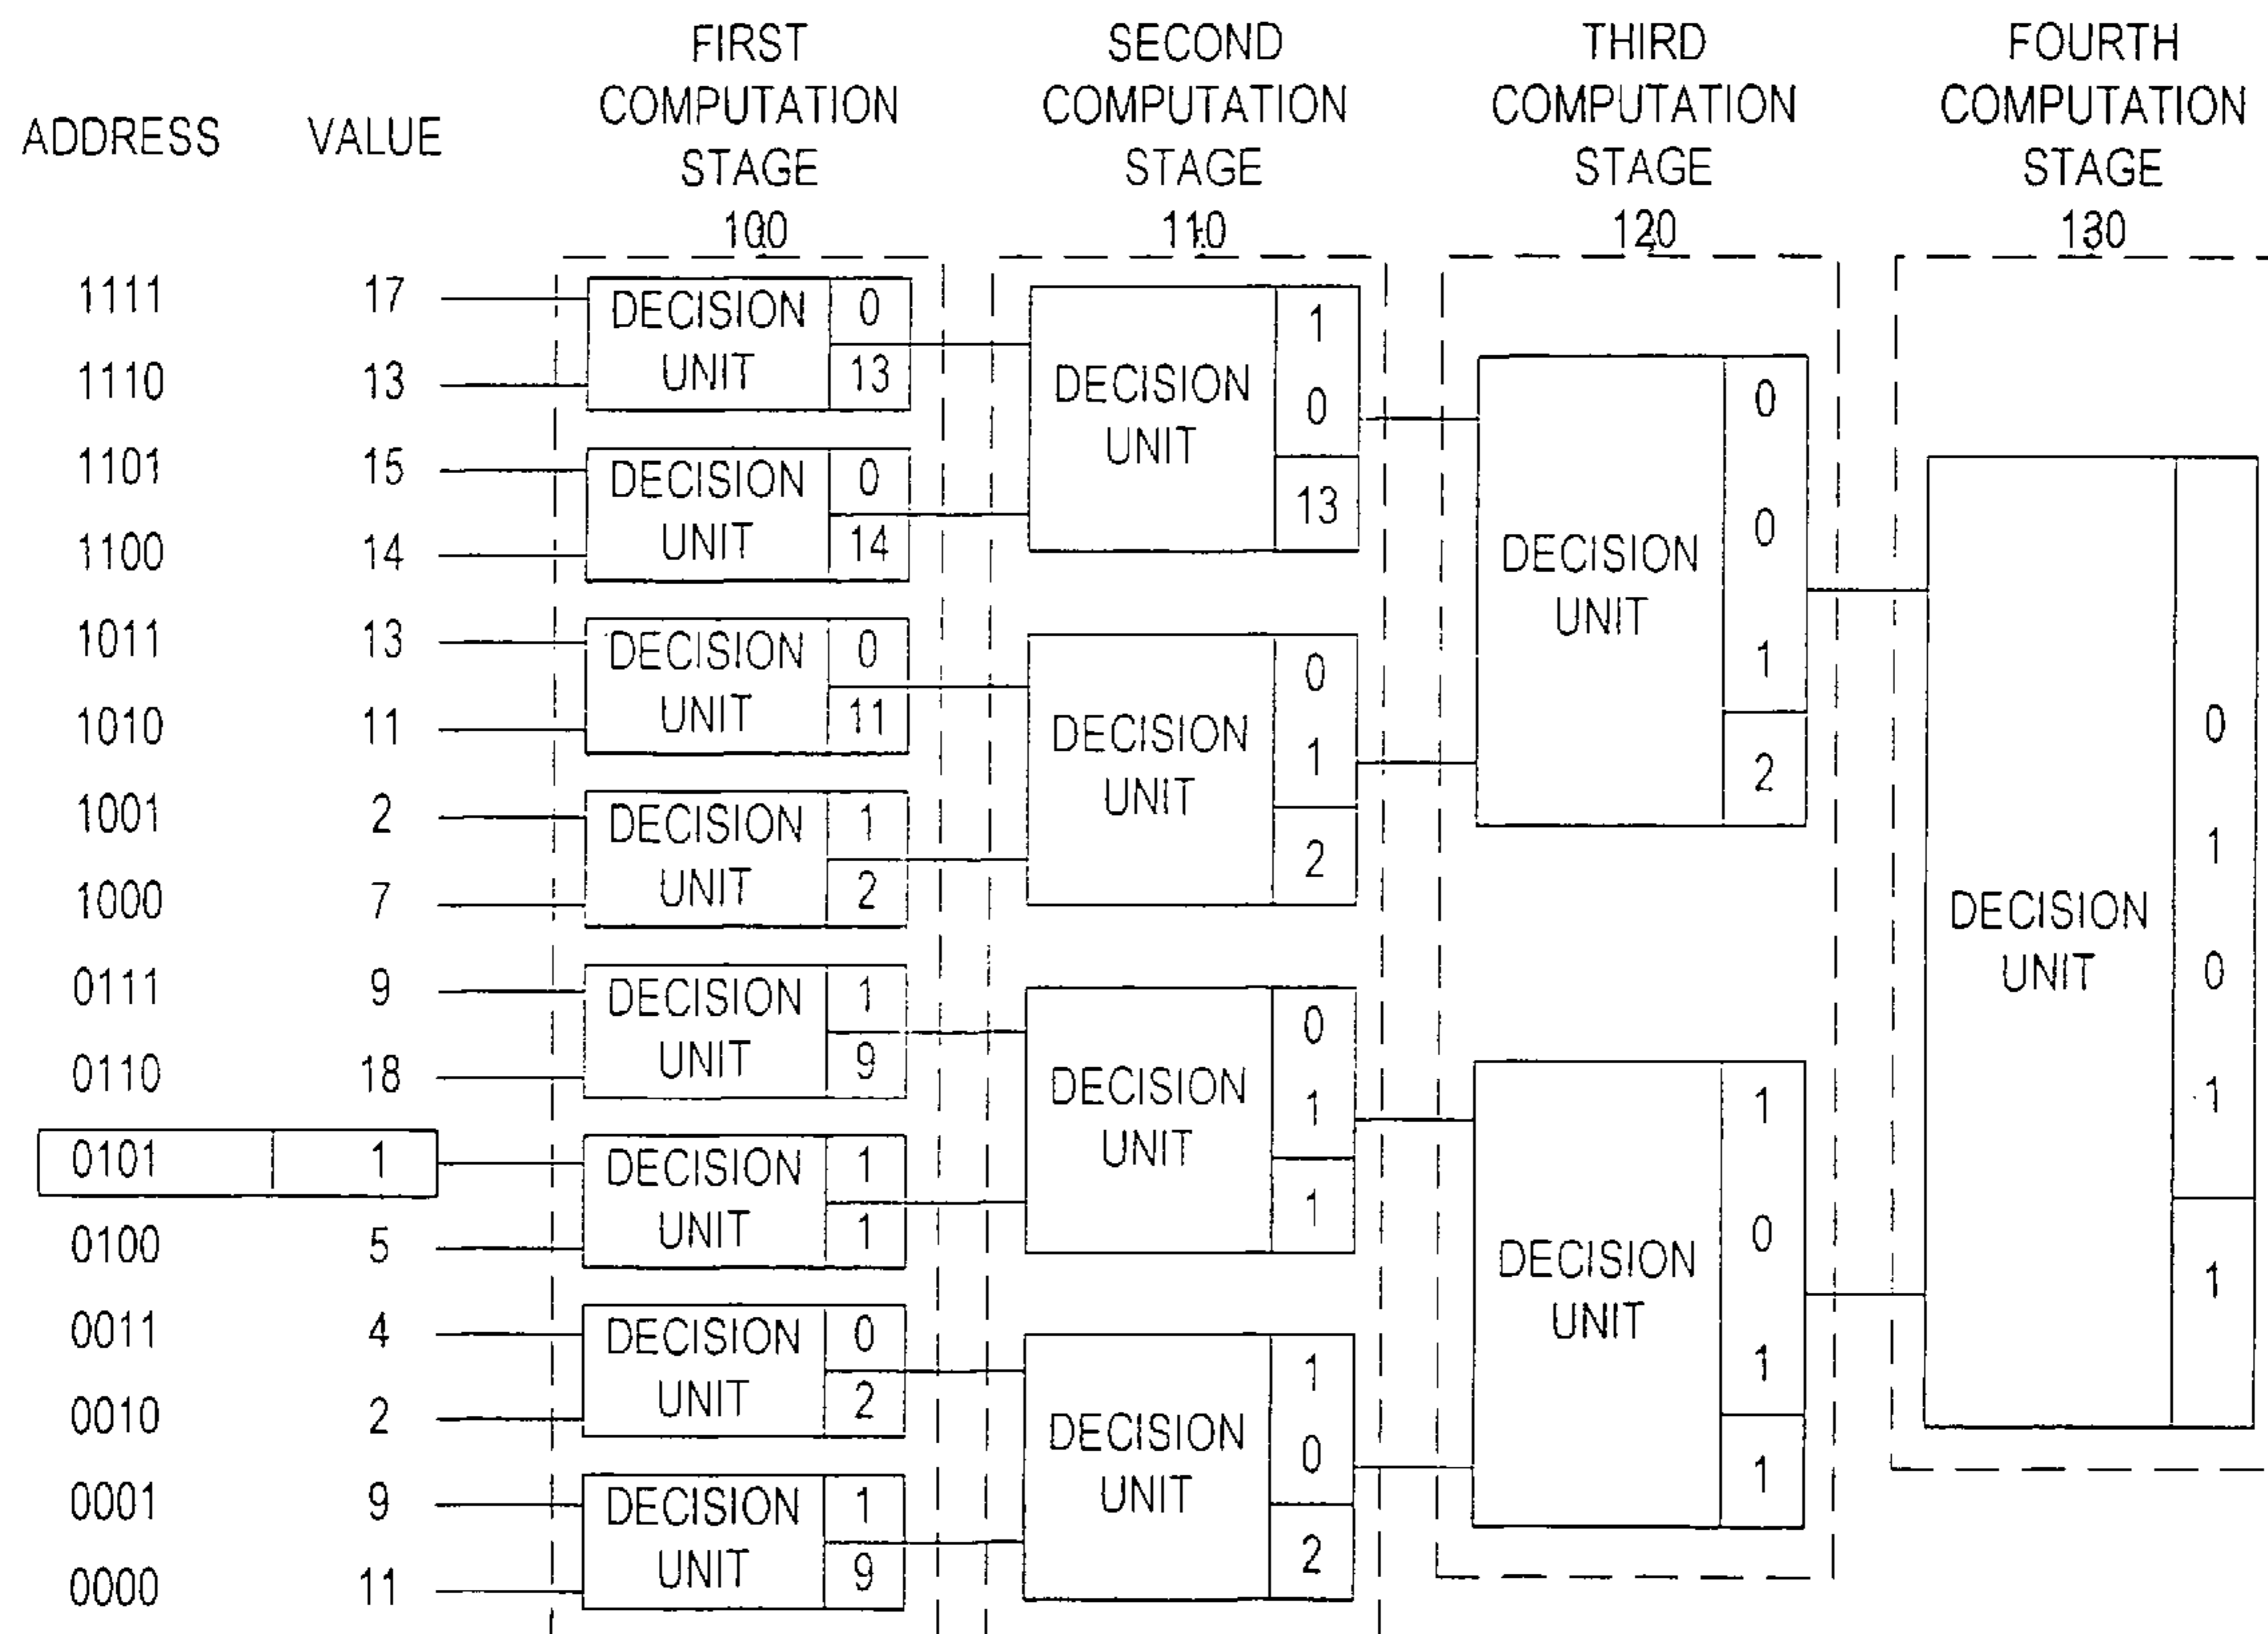 FIRST COMPUTATION STAGE 100
SECOND COMPUTATION STAGE 110
THIRD COMPUTATION STAGE 120
FOURTH COMPUTATION STAGE 130
ADDRESS VALUE
1111 17
1110 13
1101 15
1100 14
1011 13
1010 11
1001 2
1000 7
0111 9
0110 18
0101 1
0100 5
0011 4
0010 2
0001 9
0000 11
DECISION UNIT 0 13
DECISION UNIT 0 14
DECISION UNIT 0 11
DECISION UNIT 1 2
DECISION UNIT 1 9
DECISION UNIT 1 1
DECISION UNIT 0 2
DECISION UNIT 1 9
DECISION UNIT 1 0 13
DECISION UNIT 0 1 2
DECISION UNIT 0 1 1
DECISION UNIT 1 0 2
DECISION UNIT 0 0 1 2
DECISION UNIT 1 0 1 1
DECISION UNIT 0 1 0 1 1